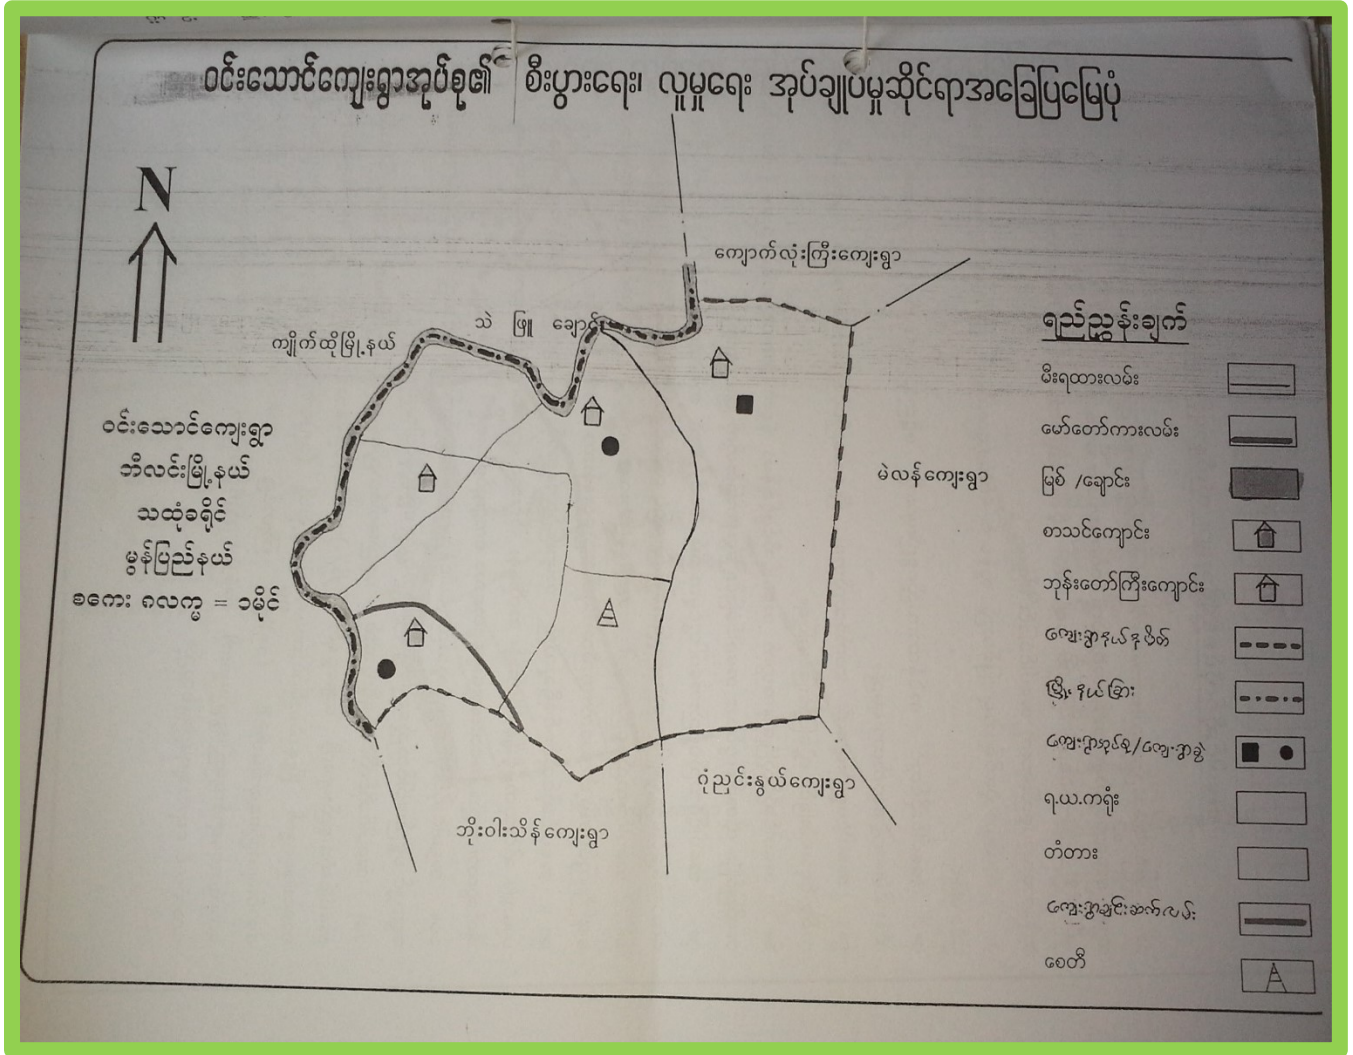 ဝင်းသောင်ကျေးရွာအုပ်စု၏ စီးပွားရေး၊ လူမှုရေး အုပ်ချုပ်မှုဆိုင်ရာအခြေပြမြေပုံ
N
ကျောက်လုံးကြီးကျေးရွာ
သဲ ဖြူ ချောင်း
ကျိုက်ထိုမြို့နယ်
ဝင်းသောင်ကျေးရွာ
ဘီလင်းမြို့နယ်
သထုံခရိုင်
မွန်ပြည်နယ်
စကေး ၈လက္မ = ၁မိုင်
မဲလန်ကျေးရွာ
ဂုံညင်းနွယ်ကျေးရွာ
ဘိုးဝါးသိန်ကျေးရွာ
ရည်ညွှန်းချက်
မီးရထားလမ်း
မော်တော်ကားလမ်း
မြစ် /ချောင်း
စာသင်ကျောင်း
ဘုန်းတော်ကြီးကျောင်း
ကျေးရွာနယ်နိမိတ်
မြို့နယ်ခြား
ကျေးရွာအုပ်စု/ကျေးရွာခွဲ
ရ.ယ.ကရုံး
တံတား
ကျေးရွာချင်းဆက်လမ်း
စေတီ